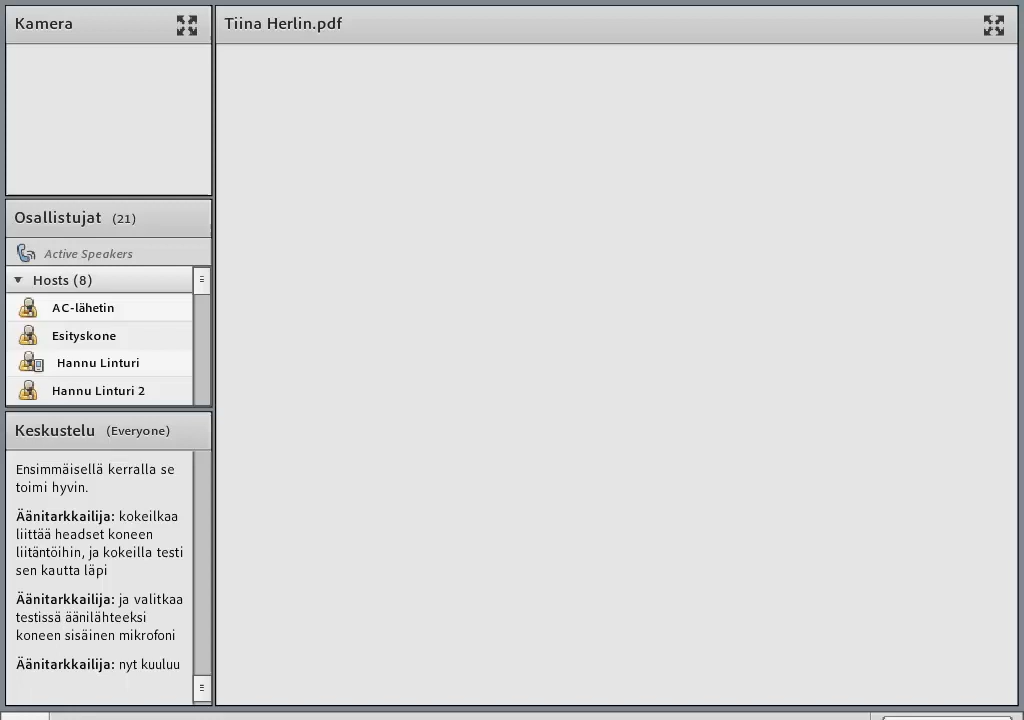 Kamera
Tiina Herlin.pdf
Osallistujat (21)
Active Speakers
Hosts (8)
AC-lähetin
Esityskone
Hannu Linturi
Hannu Linturi 2
Keskustelu (Everyone)
Ensimmäisellä kerralla se
toimi hyvin.
Äänitarkkailija: kokeilkaa
liittää headset koneen
liitäntöihin, ja kokeilla testi
sen kautta läpi
Äänitarkkailija: ja valitkaa
testissä äänilähteeksi
koneen sisäinen mikrofoni
Äänitarkkailija: nyt kuuluu